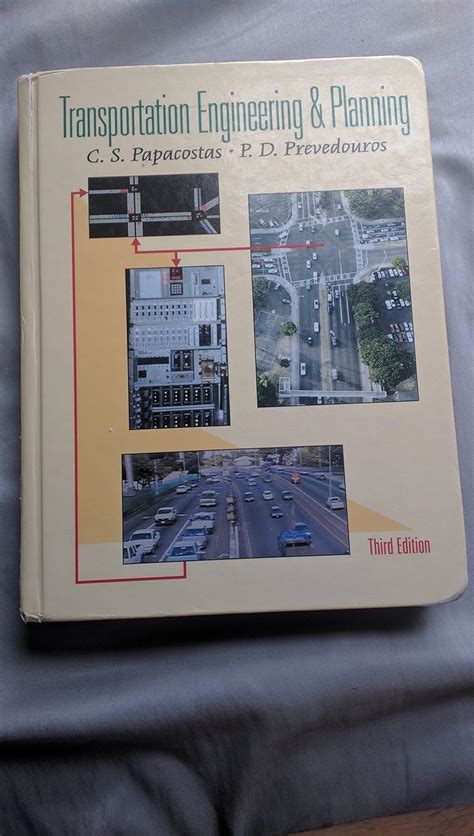 Transportation Engineering & Planning
C. S. Papacostas • P. D. Prevedouros
Third Edition